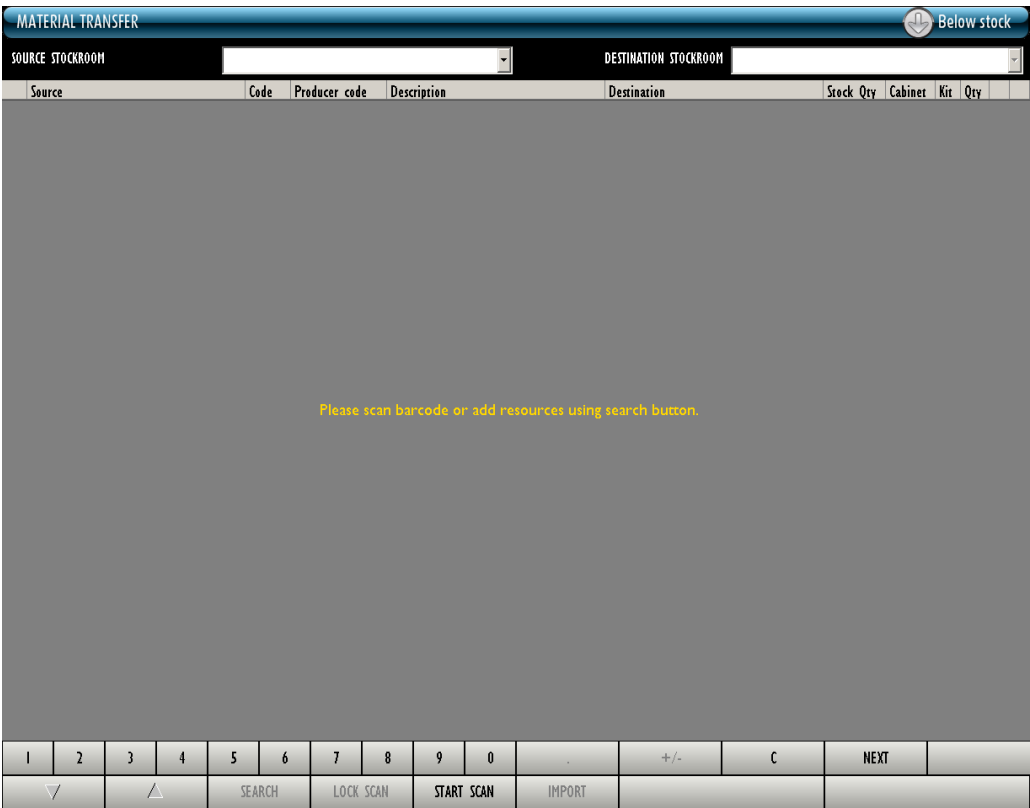 MATERIAL TRANSFER Below stock
SOURCE STOCKROOM DESTINATION STOCKROOM
Source Code Producer code Description Destination Stock Qty Cabinet Kit Qty
Please scan barcode or add resources using search button.
1 2 3 4 5 6 7 8 9 0 . +/- C NEXT
SEARCH LOCK SCAN START SCAN IMPORT